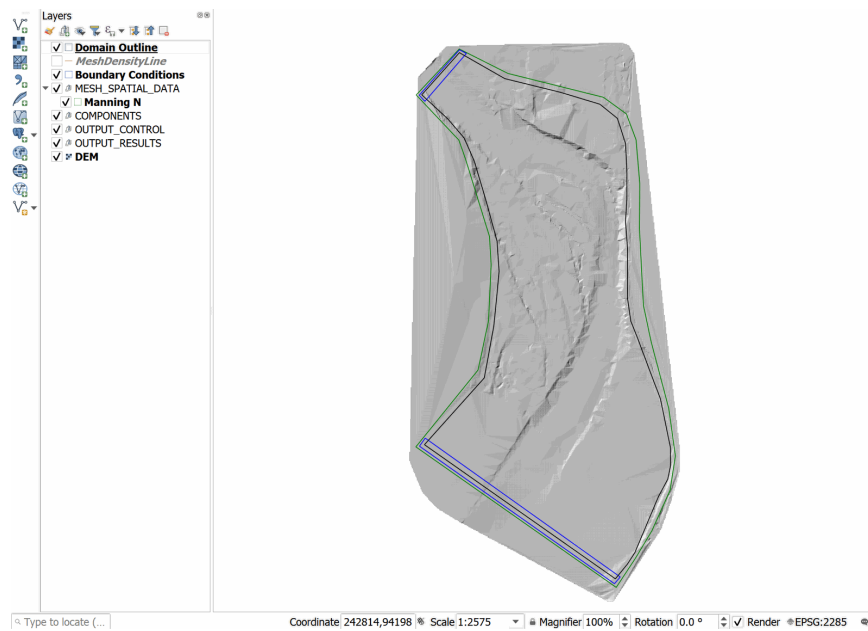 Layers
Domain Outline
MeshDensityLine
Boundary Conditions
MESH_SPATIAL_DATA
Manning N
COMPONENTS
OUTPUT_CONTROL
OUTPUT_RESULTS
DEM
Type to locate (... Coordinate 242814,94198 Scale 1:2575 Magnifier 100% Rotation 0.0 ° Render EPSG:2285